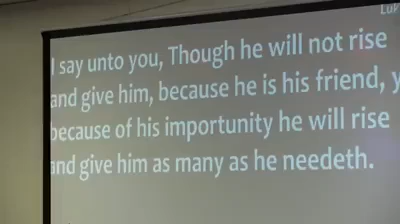 Luk
I say unto you, Though he will not rise
and give him, because he is his friend, y
because of his importunity he will rise
and give him as many as he needeth.